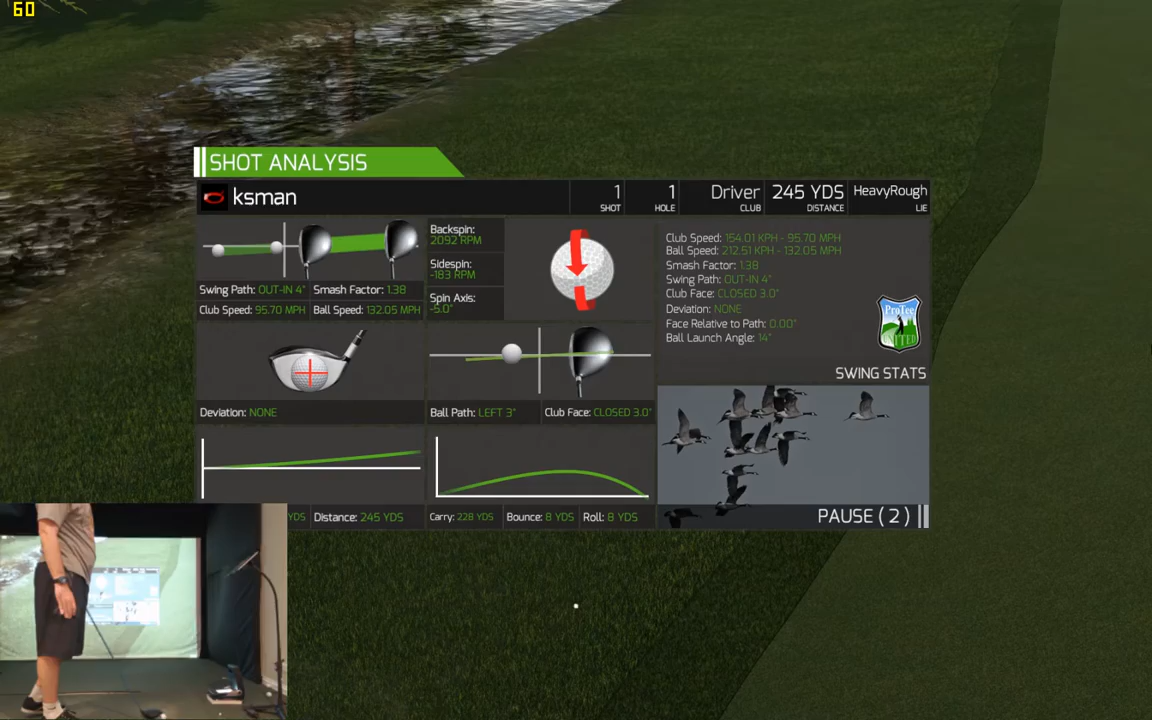 60
SHOT ANALYSIS
ksman
1 SHOT
1 HOLE
Driver CLUB
245 YDS DISTANCE
HeavyRough LIE
Swing Path: OUT-IN 4° Smash Factor: 1.38
Club Speed: 95.70 MPH Ball Speed: 132.05 MPH
Backspin:
2092 RPM
Sidespin:
-183 RPM
Spin Axis:
-5.0°
Club Speed: 154.01 KPH - 95.70 MPH
Ball Speed: 212.51 KPH - 132.05 MPH
Smash Factor: 1.38
Swing Path: OUT-IN 4°
Club Face: CLOSED 3.0°
Deviation: NONE
Face Relative to Path: 0.00°
Ball Launch Angle: 14°
ProTee
UNITED
SWING STATS
Deviation: NONE
Ball Path: LEFT 3° Club Face: CLOSED 3.0°
YDS Distance: 245 YDS
Carry: 228 YDS Bounce: 8 YDS Roll: 8 YDS
PAUSE ( 2 )